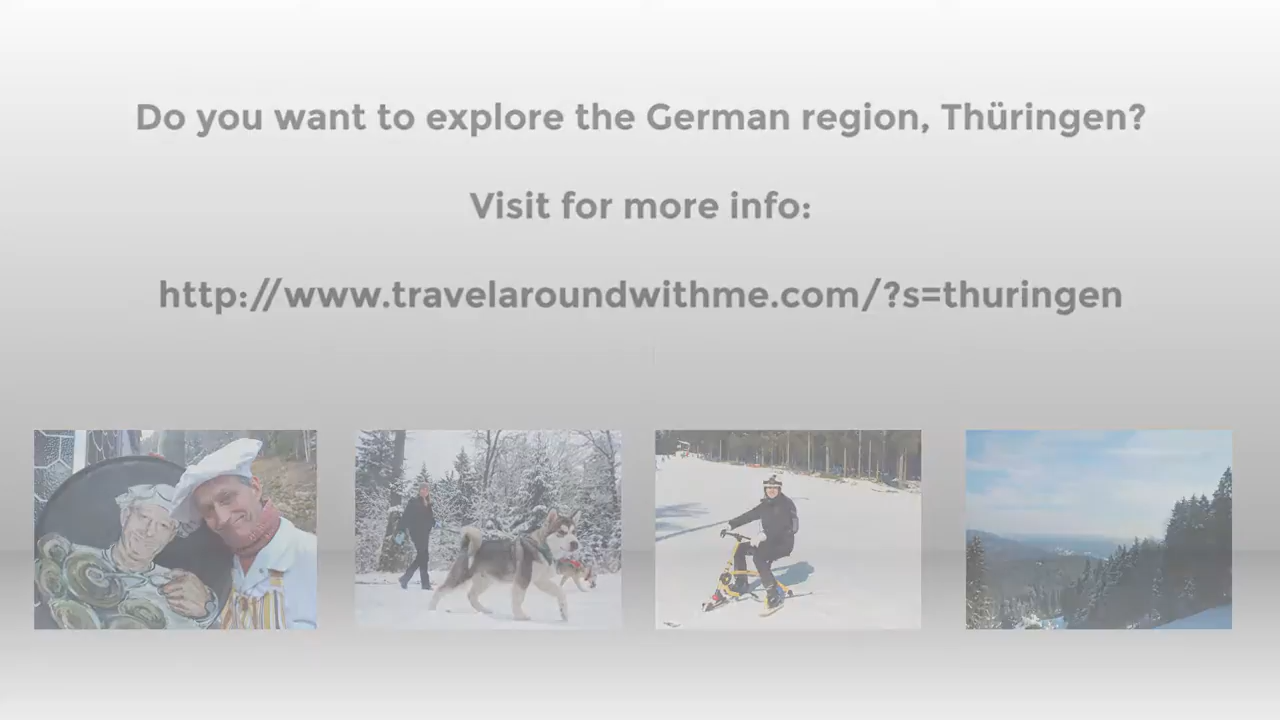 Do you want to explore the German region, Thüringen?
Visit for more info:
http://www.travelaroundwithme.com/?s=thuringen